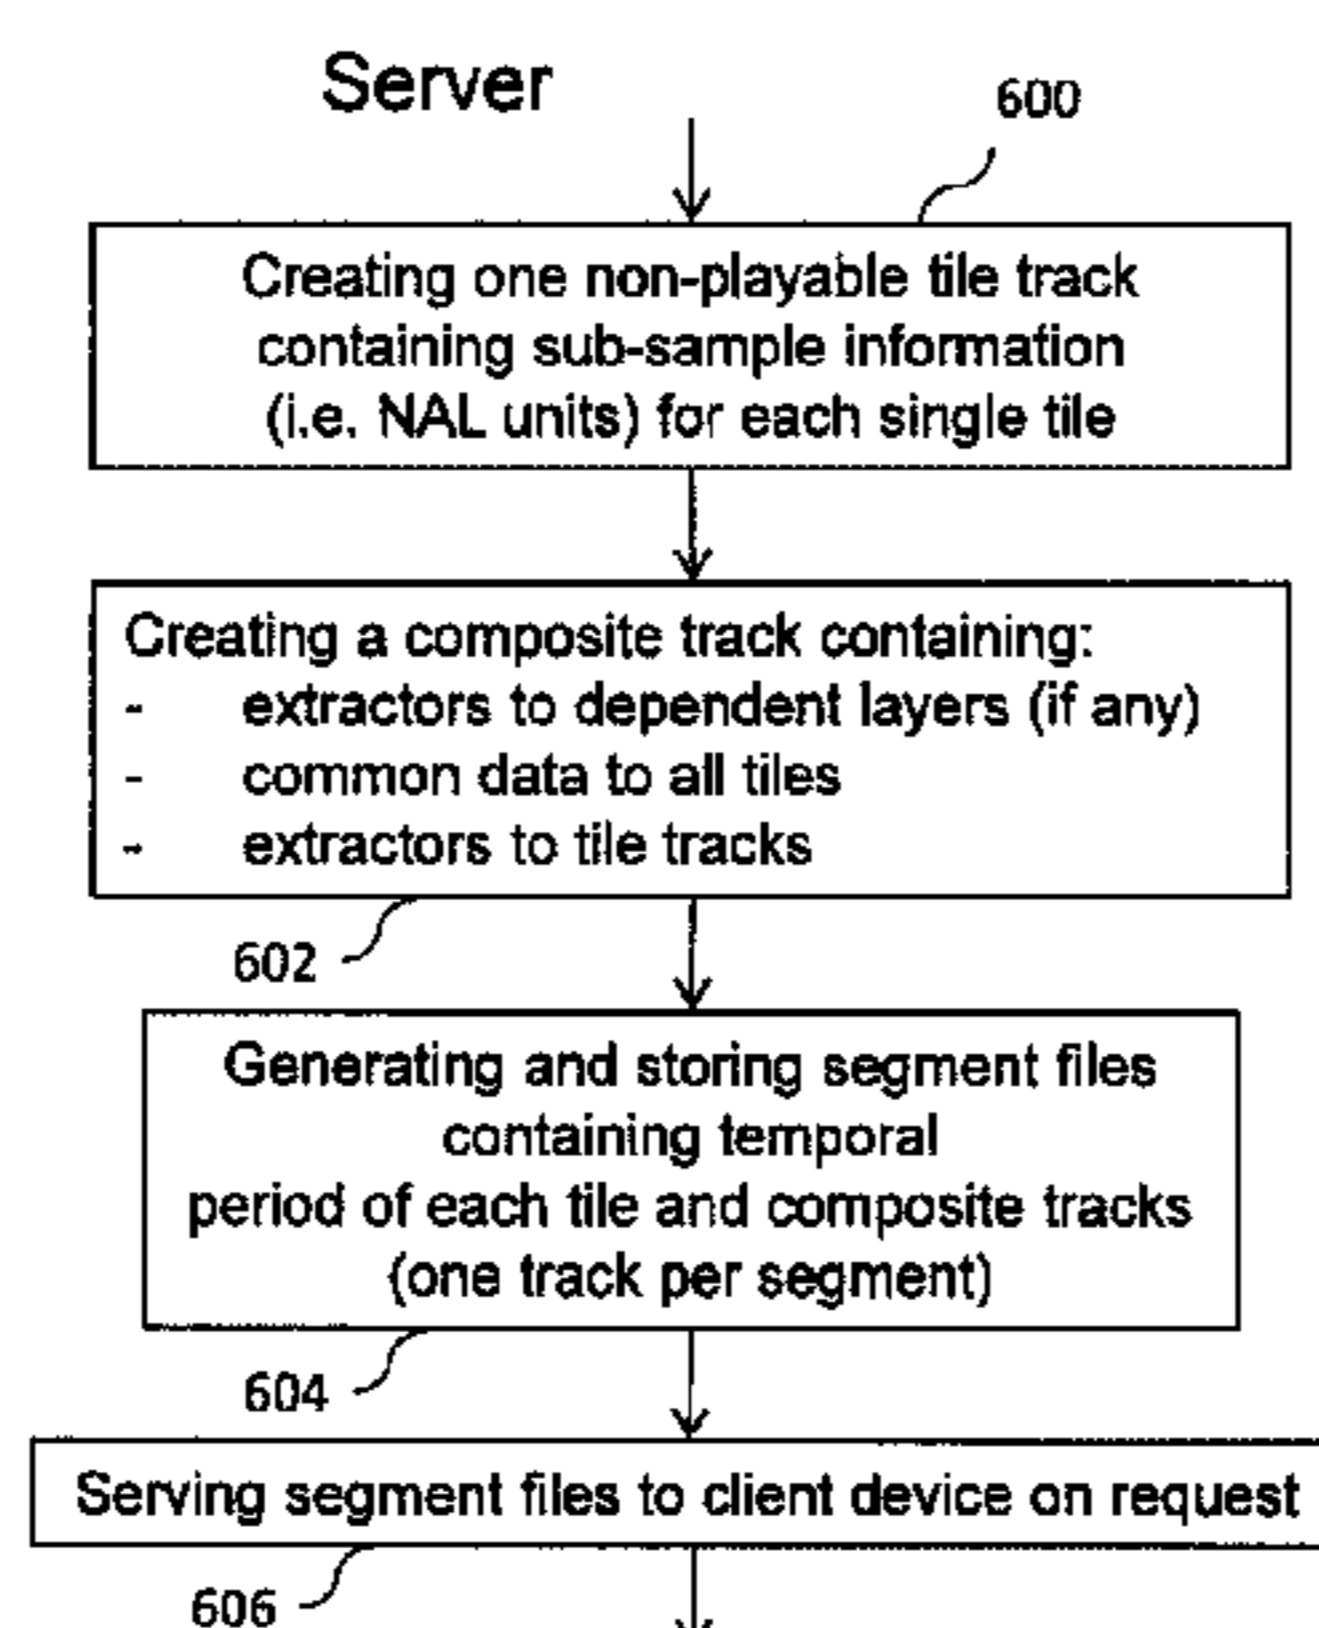 Server
600
Creating one non-playable tile track
containing sub-sample information
(i.e. NAL units) for each single tile
Creating a composite track containing:
- extractors to dependent layers (if any)
- common data to all tiles
- extractors to tile tracks
602
Generating and storing segment files
containing temporal
period of each tile and composite tracks
(one track per segment)
604
Serving segment files to client device on request
606